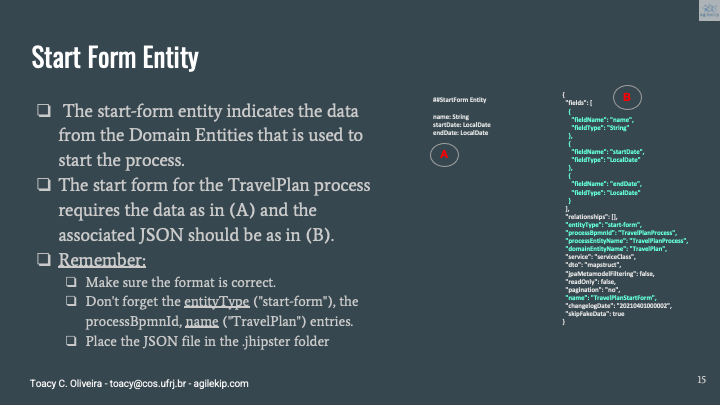 agilekip
Start Form Entity
❑ The start-form entity indicates the data
from the Domain Entities that is used to
start the process.
❑ The start form for the TravelPlan process
requires the data as in (A) and the
associated JSON should be as in (B).
❑ Remember:
❑ Make sure the format is correct.
❑ Don't forget the entityType ("start-form"), the
processBpmnId, name ("TravelPlan") entries.
❑ Place the JSON file in the .jhipster folder
##StartForm Entity
name: String
startDate: LocalDate
endDate: LocalDate
A
B
{
"fields": [
{
"fieldName": "name",
"fieldType": "String"
},
{
"fieldName": "startDate",
"fieldType": "LocalDate"
},
{
"fieldName": "endDate",
"fieldType": "LocalDate"
}
],
"relationships": [],
"entityType": "start-form",
"processBpmnId": "TravelPlanProcess",
"processEntityName": "TravelPlanProcess",
"domainEntityName": "TravelPlan",
"service": "serviceClass",
"dto": "mapstruct",
"jpaMetamodelFiltering": false,
"readOnly": false,
"pagination": "no",
"name": "TravelPlanStartForm",
"changelogDate": "20210401000002",
"skipFakeData": true
}
Toacy C. Oliveira - toacy@cos.ufrj.br - agilekip.com
15